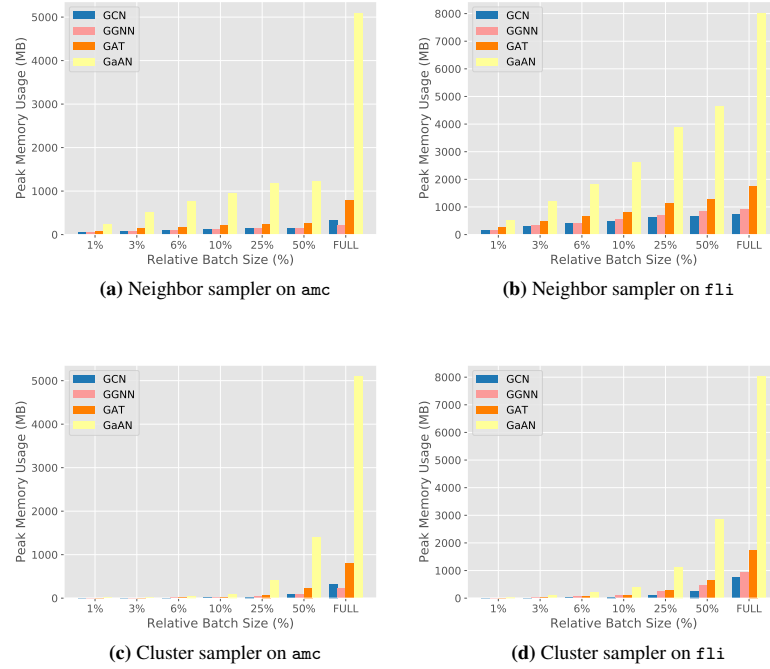 5000
4000
3000
2000
1000
0
Peak Memory Usage (MB)
GCN
GGNN
GAT
GaAN
1% 3% 6% 10% 25% 50% FULL
Relative Batch Size (%)
(a) Neighbor sampler on amc
8000
7000
6000
5000
4000
3000
2000
1000
0
Peak Memory Usage (MB)
GCN
GGNN
GAT
GaAN
1% 3% 6% 10% 25% 50% FULL
Relative Batch Size (%)
(b) Neighbor sampler on fli
5000
4000
3000
2000
1000
0
Peak Memory Usage (MB)
GCN
GGNN
GAT
GaAN
1% 3% 6% 10% 25% 50% FULL
Relative Batch Size (%)
(c) Cluster sampler on amc
8000
7000
6000
5000
4000
3000
2000
1000
0
Peak Memory Usage (MB)
GCN
GGNN
GAT
GaAN
1% 3% 6% 10% 25% 50% FULL
Relative Batch Size (%)
(d) Cluster sampler on fli